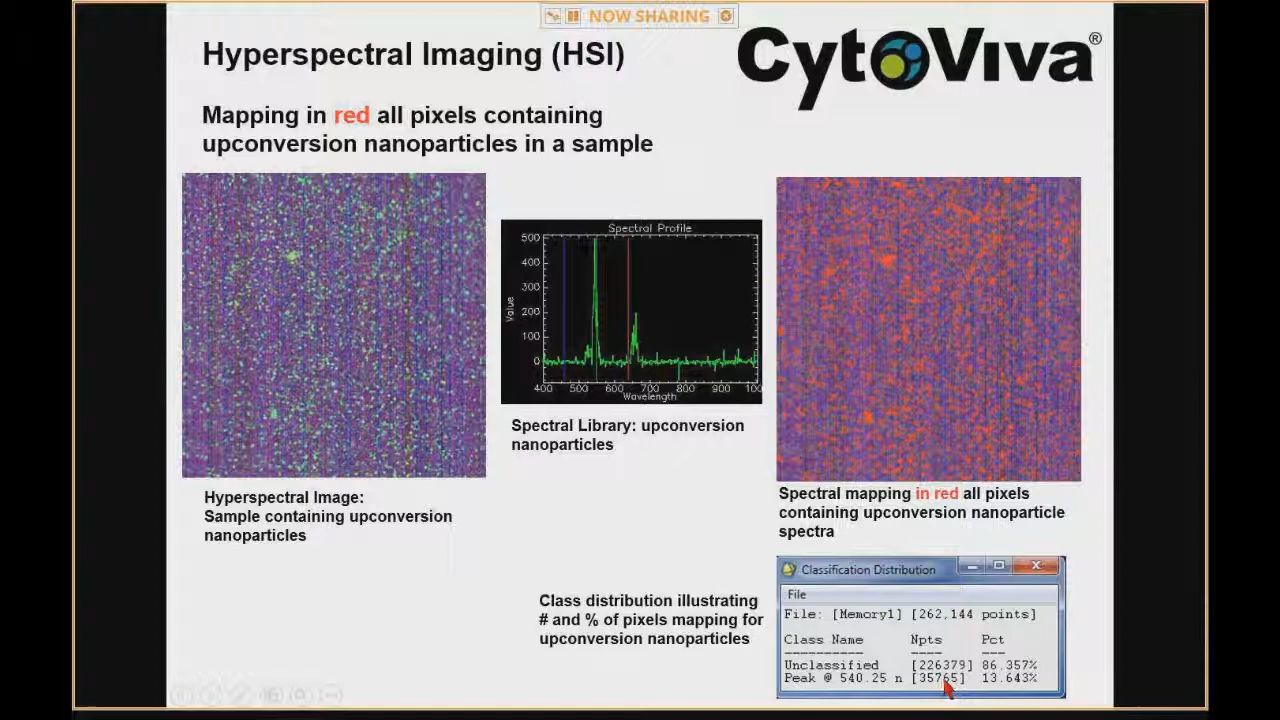 NOW SHARING
Hyperspectral Imaging (HSI)
CytoViva®
Mapping in red all pixels containing
upconversion nanoparticles in a sample
Spectral Profile
500
400
300
200
100
0
Value
400 500 600 700 800 900 100
Wavelength
Spectral Library: upconversion
nanoparticles
Hyperspectral Image:
Sample containing upconversion
nanoparticles
Spectral mapping in red all pixels
containing upconversion nanoparticle
spectra
Class distribution illustrating
# and % of pixels mapping for
upconversion nanoparticles
Classification Distribution
File
File: [Memory1] [262,144 points]
Class Name Npts Pct
Unclassified [226379] 86.357%
Peak @ 540.25 n [35765] 13.643%